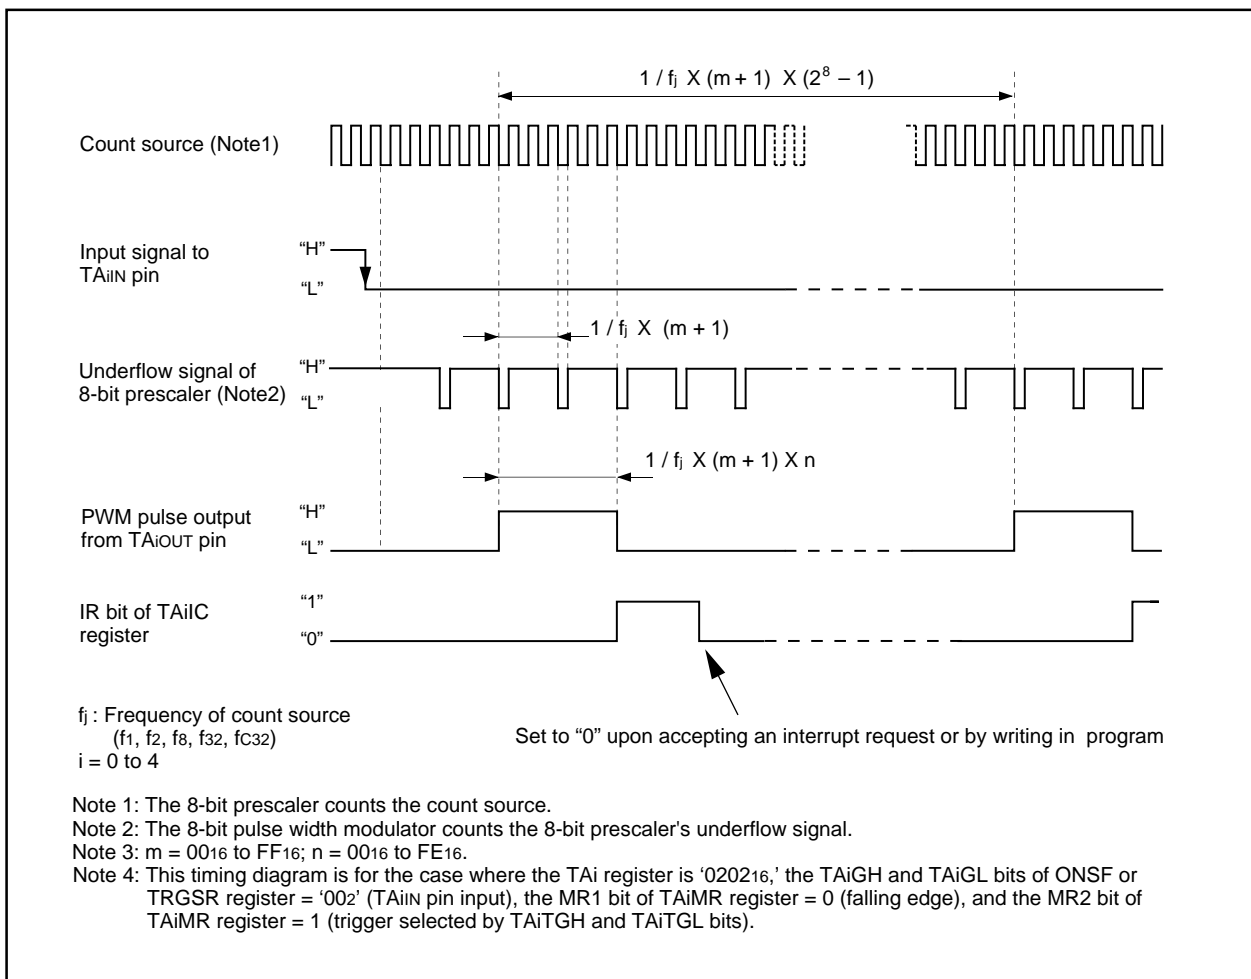 1 / fj X (m + 1) X (2⁸ – 1)
Count source (Note1)
Input signal to
TAiIN pin
“H”
“L”
1 / fj X (m + 1)
Underflow signal of
8-bit prescaler (Note2)
“H”
“L”
1 / fj X (m + 1) X n
PWM pulse output
from TAiOUT pin
“H”
“L”
IR bit of TAiIC
register
“1”
“0”
fj : Frequency of count source
(f1, f2, f8, f32, fC32)
i = 0 to 4
Set to “0” upon accepting an interrupt request or by writing in program
Note 1: The 8-bit prescaler counts the count source.
Note 2: The 8-bit pulse width modulator counts the 8-bit prescaler's underflow signal.
Note 3: m = 0016 to FF16; n = 0016 to FE16.
Note 4: This timing diagram is for the case where the TAi register is ‘020216,’ the TAiGH and TAiGL bits of ONSF or
TRGSR register = ‘002’ (TAiIN pin input), the MR1 bit of TAiMR register = 0 (falling edge), and the MR2 bit of
TAiMR register = 1 (trigger selected by TAiTGH and TAiTGL bits).